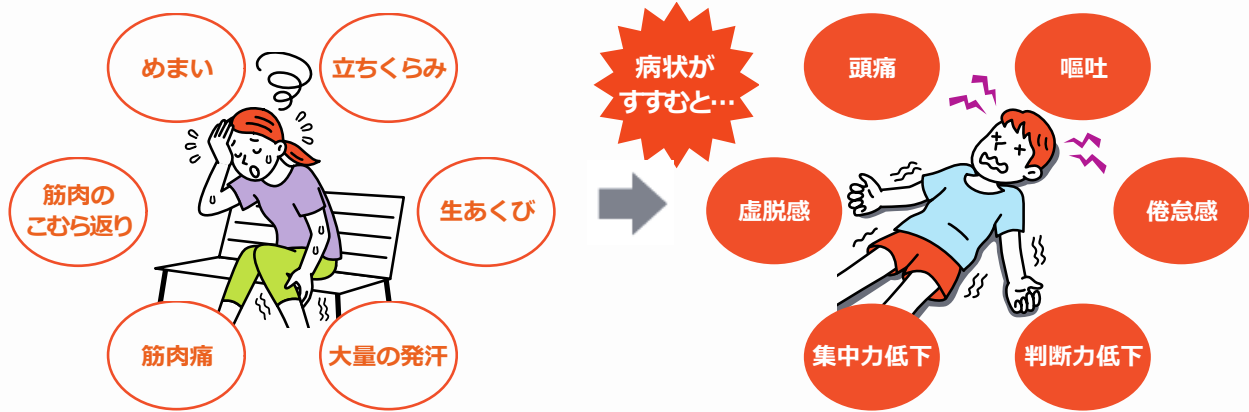 めまい
立ちくらみ
筋肉の
こむら返り
生あくび
筋肉痛
大量の発汗
病状が
すすむと…
頭痛
嘔吐
虚脱感
倦怠感
集中力低下
判断力低下